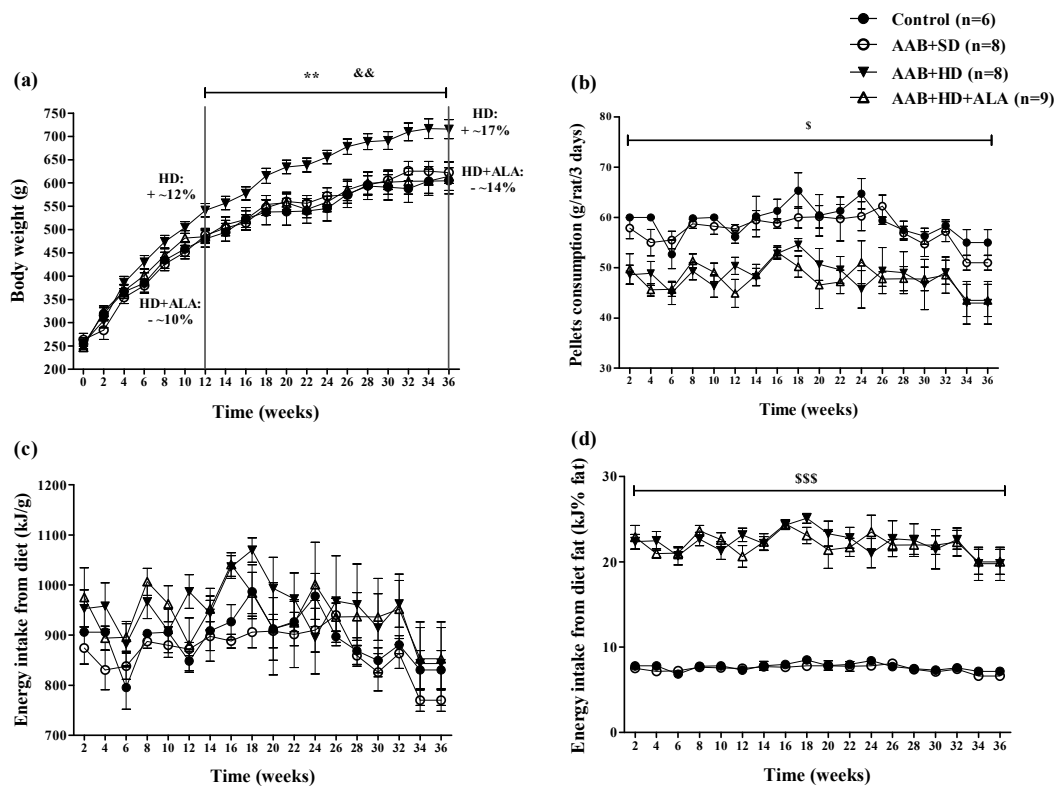 Control (n=6)
AAB+SD (n=8)
AAB+HD (n=8)
AAB+HD+ALA (n=9)
(a)
** &&
750
700
650
600
550
500
450
400
350
300
250
200
Body weight (g)
HD:
+ ~12%
HD+ALA:
- ~10%
HD:
+ ~17%
HD+ALA:
- ~14%
0 2 4 6 8 10 12 14 16 18 20 22 24 26 28 30 32 34 36
Time (weeks)
(b)
$
80
70
60
50
40
30
Pellets consumption (g/rat/3 days)
2 4 6 8 10 12 14 16 18 20 22 24 26 28 30 32 34 36
Time (weeks)
(c)
1200
1100
1000
900
800
700
Energy intake from diet (kJ/g)
2 4 6 8 10 12 14 16 18 20 22 24 26 28 30 32 34 36
Time (weeks)
(d)
$$$
30
20
10
0
Energy intake from diet fat (kJ% fat)
2 4 6 8 10 12 14 16 18 20 22 24 26 28 30 32 34 36
Time (weeks)